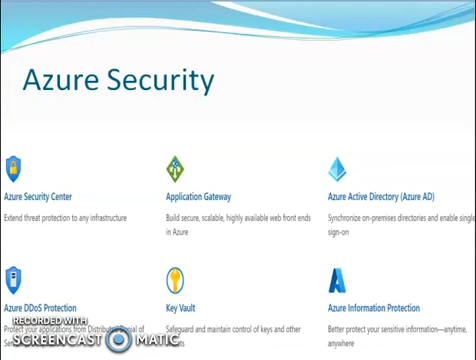 Azure Security
Azure Security Center
Extend threat protection to any infrastructure
Application Gateway
Build secure, scalable, highly available web front ends
in Azure
Azure Active Directory (Azure AD)
Synchronize on-premises directories and enable single
sign-on
Azure DDoS Protection
Protect your applications from Distributed Denial of
Key Vault
Safeguard and maintain control of keys and other
Azure Information Protection
Better protect your sensitive information—anytime,
anywhere
RECORDED WITH
SCREENCAST MATIC